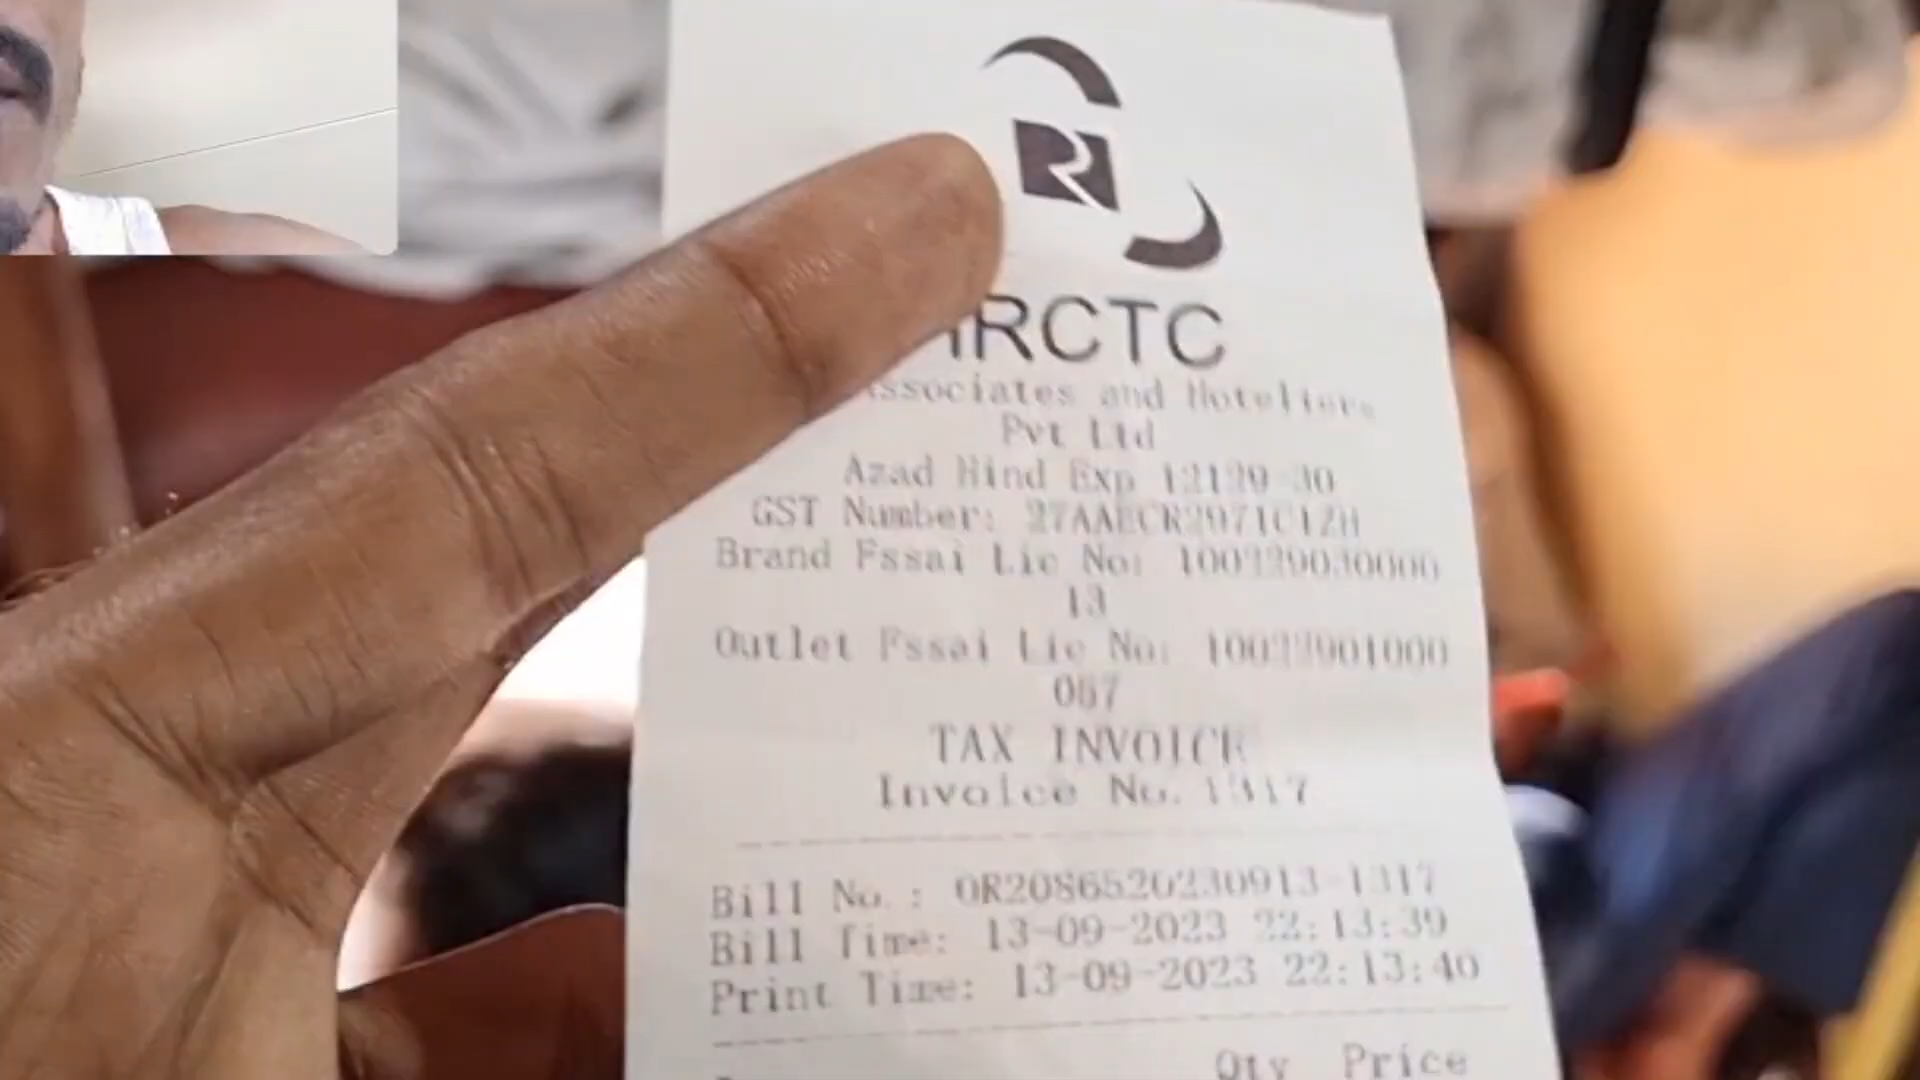 IRCTC
Associates and Hoteliers
Pvt Ltd
Azad Hind Exp 12129-30
GST Number: 27AAECR2971C1ZH
Brand Fssai Lic No: 100229030000
13
Outlet Fssai Lic No:
TAX INVOICE
Invoice No. 1317
Bill No.: OR2086520230913-1317
Bill Time: 13-09-2023 22:13:39
Print Time: 13-09-2023 22:13:40
Qty Price